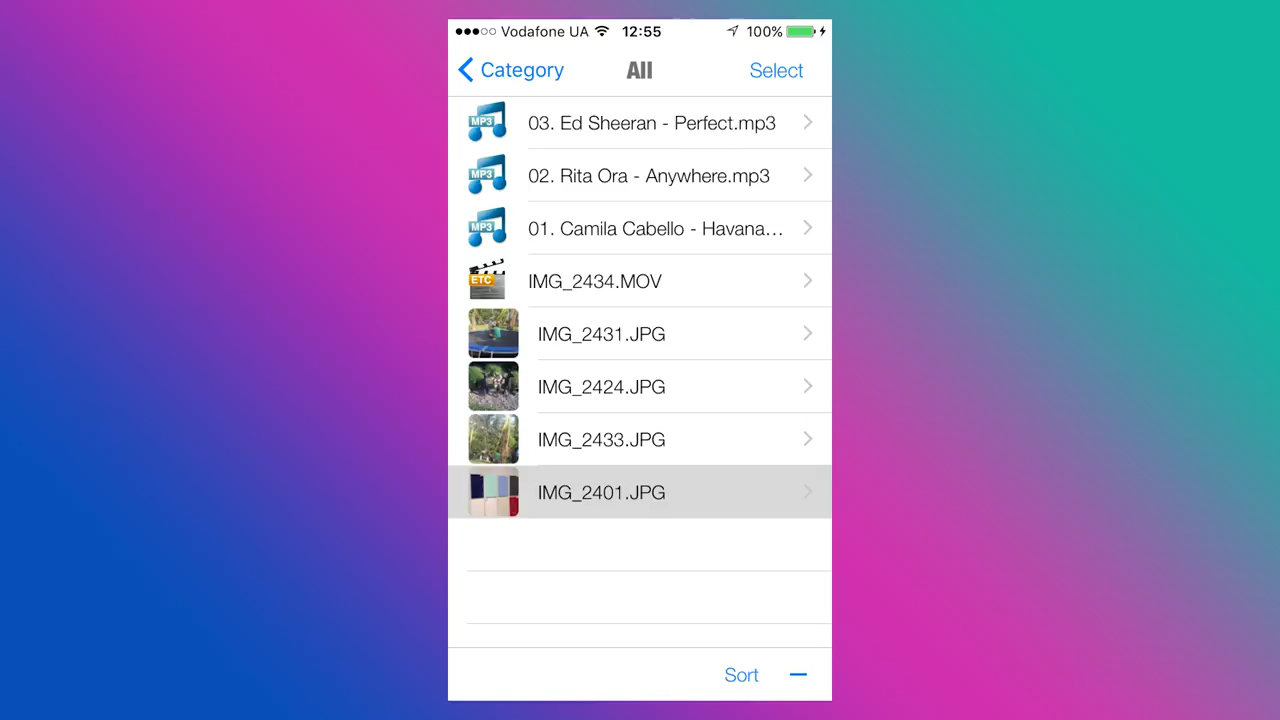 Vodafone UA 12:55 100%
Category All Select
MP3 03. Ed Sheeran - Perfect.mp3
MP3 02. Rita Ora - Anywhere.mp3
MP3 01. Camila Cabello - Havana...
ETC IMG_2434.MOV
IMG_2431.JPG
IMG_2424.JPG
IMG_2433.JPG
IMG_2401.JPG
Sort